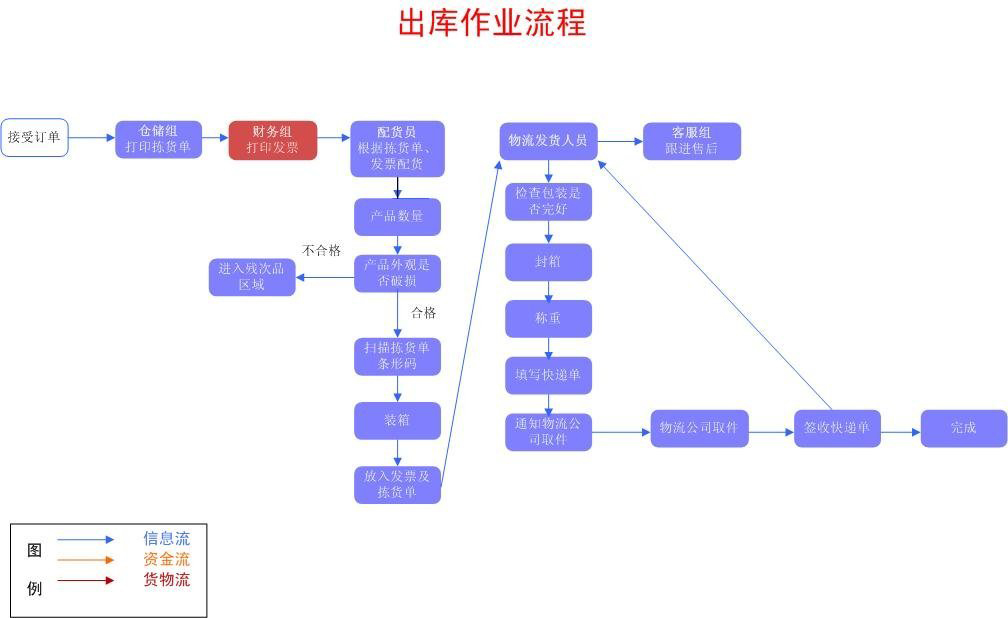 出库作业流程
接受订单
仓储组
打印拣货单
财务组
打印发票
配货员
根据拣货单、
发票配货
产品数量
产品外观是
否破损
不合格
进入残次品
区域
合格
扫描拣货单
条形码
装箱
放入发票及
拣货单
物流发货人员
客服组
跟进售后
检查包装是
否完好
封箱
称重
填写快递单
通知物流公
司取件
物流公司取件
签收快递单
完成
图
例
信息流
资金流
货物流